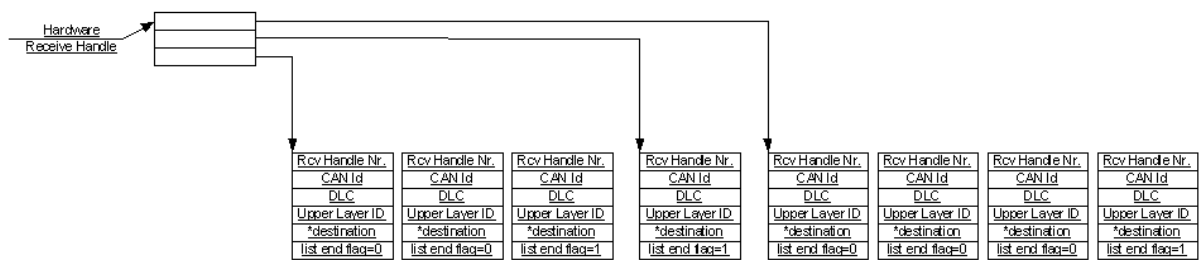 Hardware
Receive Handle
Rcv Handle Nr.
CAN Id
DLC
Upper Layer ID
*destination
list end flag=0
Rcv Handle Nr.
CAN Id
DLC
Upper Layer ID
*destination
list end flag=0
Rcv Handle Nr.
CAN Id
DLC
Upper Layer ID
*destination
list end flag=1
Rcv Handle Nr.
CAN Id
DLC
Upper Layer ID
*destination
list end flag=1
Rcv Handle Nr.
CAN Id
DLC
Upper Layer ID
*destination
list end flag=0
Rcv Handle Nr.
CAN Id
DLC
Upper Layer ID
*destination
list end flag=0
Rcv Handle Nr.
CAN Id
DLC
Upper Layer ID
*destination
list end flag=0
Rcv Handle Nr.
CAN Id
DLC
Upper Layer ID
*destination
list end flag=1